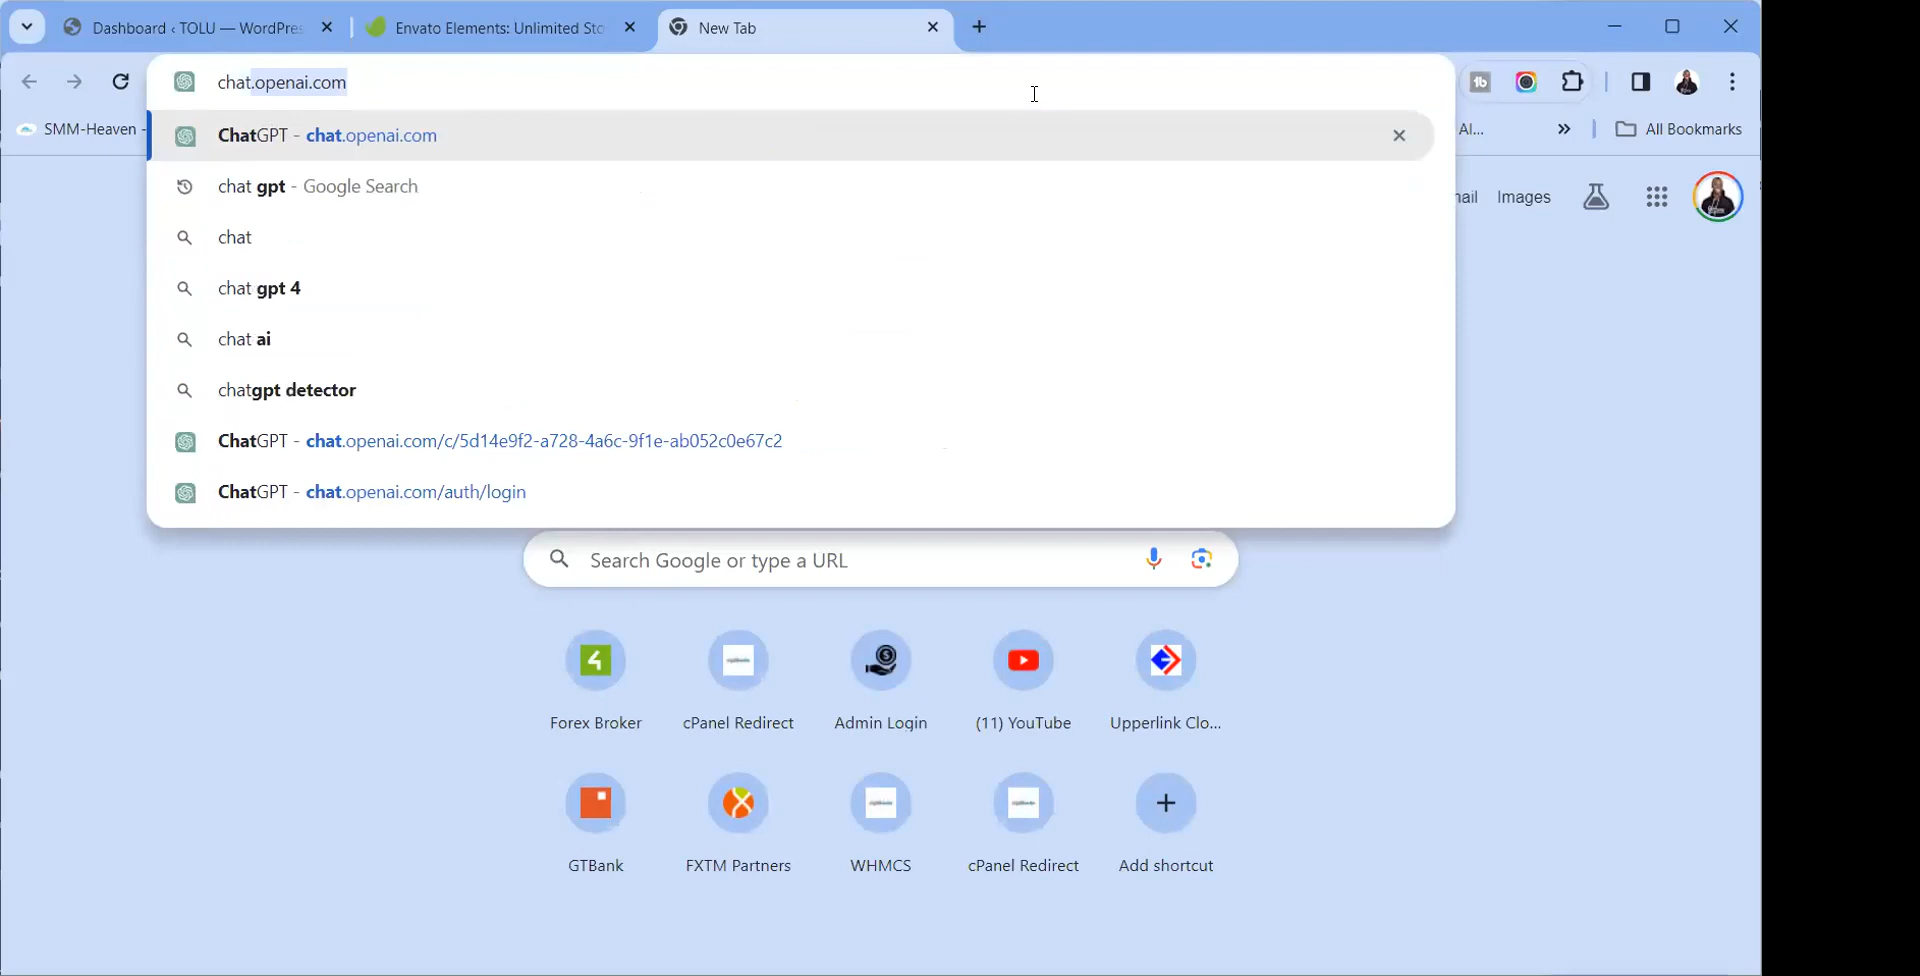 Dashboard ‹ TOLU — WordPres
Envato Elements: Unlimited Sto
New Tab
chat.openai.com
SMM-Heaven -
AI...
All Bookmarks
ChatGPT - chat.openai.com
chat gpt - Google Search
chat
chat gpt 4
chat ai
chatgpt detector
ChatGPT - chat.openai.com/c/5d14e9f2-a728-4a6c-9f1e-ab052c0e67c2
ChatGPT - chat.openai.com/auth/login
ail Images
Search Google or type a URL
Forex Broker
cPanel Redirect
Admin Login
(11) YouTube
Upperlink Clo...
GTBank
FXTM Partners
WHMCS
cPanel Redirect
Add shortcut